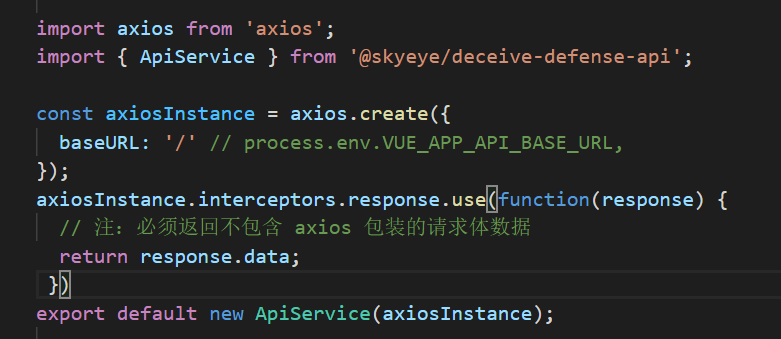 import axios from 'axios';
import { ApiService } from '@skyeye/deceive-defense-api';
const axiosInstance = axios.create({
  baseURL: '/' // process.env.VUE_APP_API_BASE_URL,
});
axiosInstance.interceptors.response.use(function(response) {
  // 注: 必须返回不包含 axios 包装的请求体数据
  return response.data;
 })
export default new ApiService(axiosInstance);